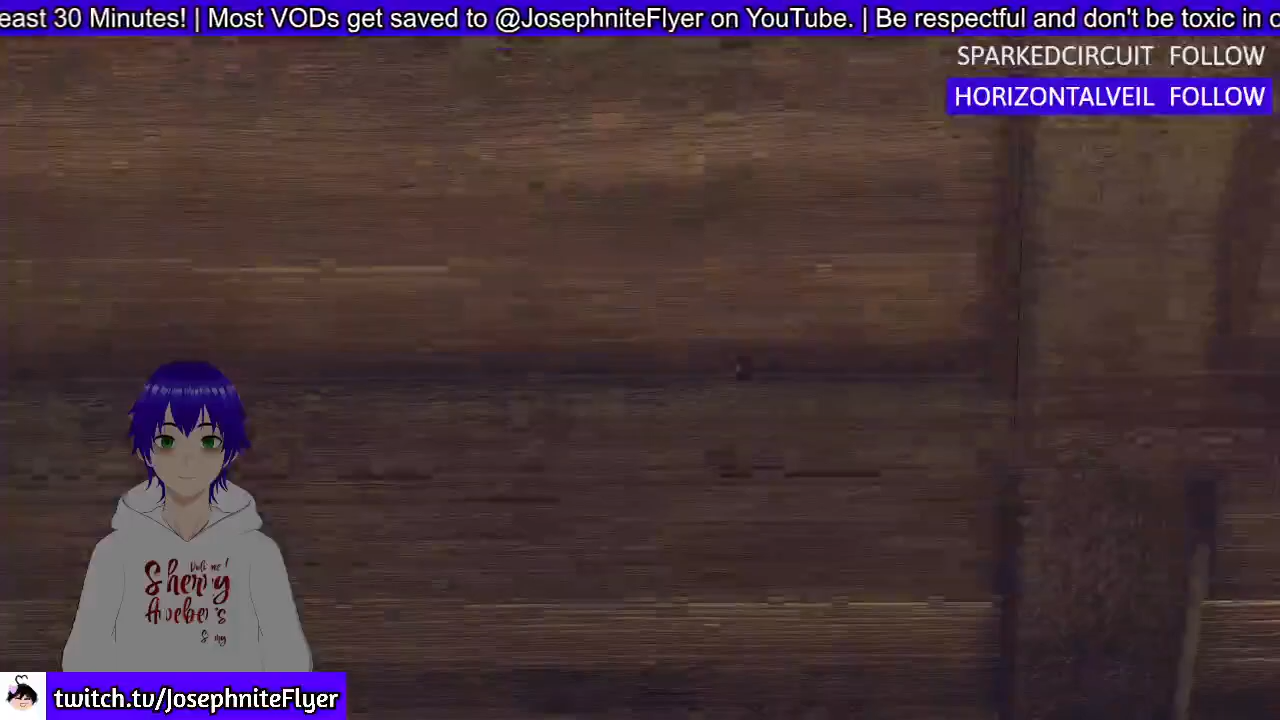 east 30 Minutes! | Most VODs get saved to @JosephniteFlyer on YouTube. | Be respectful and don't be toxic in c
SPARKEDCIRCUIT FOLLOW
HORIZONTALVEIL FOLLOW
Sherry
twitch.tv/JosephniteFlyer